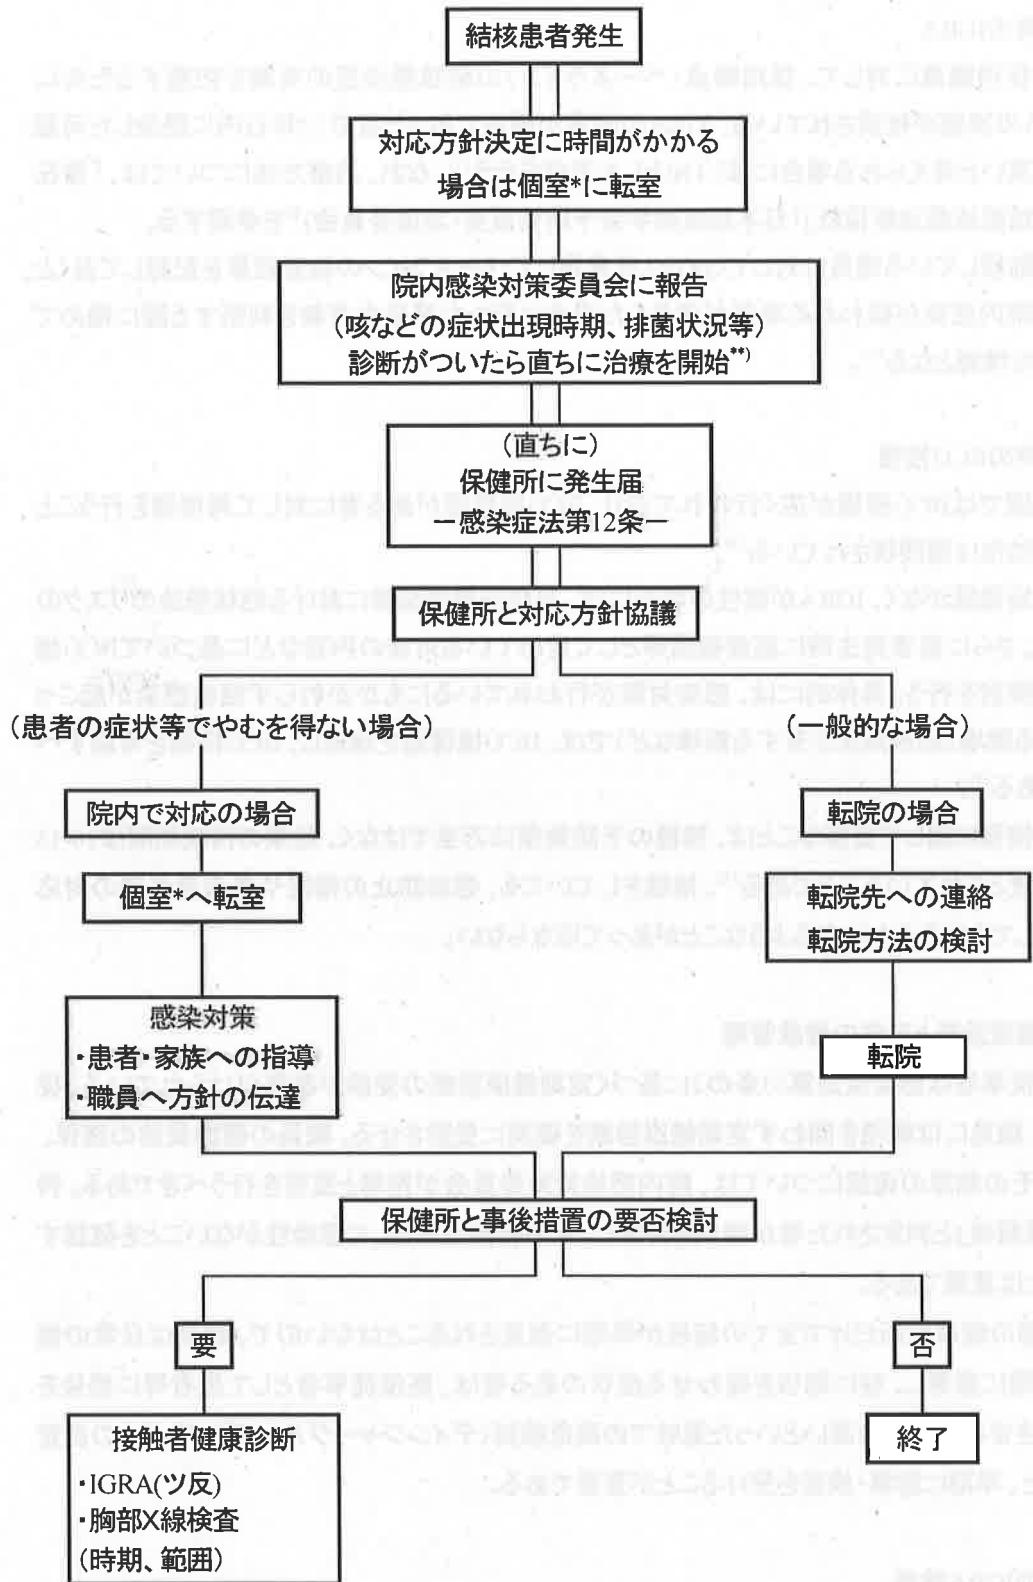 結核患者発生
対応方針決定に時間がかかる
場合は個室*に転室
院内感染対策委員会に報告
(咳などの症状出現時期、排菌状況等)
診断がついたら直ちに治療を開始**)
(直ちに)
保健所に発生届
ー感染症法第12条ー
保健所と対応方針協議
(患者の症状等でやむを得ない場合)
(一般的な場合)
院内で対応の場合
転院の場合
個室*へ転室
転院先への連絡
転院方法の検討
感染対策
・患者・家族への指導
・職員へ方針の伝達
転院
保健所と事後措置の要否検討
要
否
接触者健康診断
・IGRA(ツ反)
・胸部X線検査
(時期、範囲)
終了